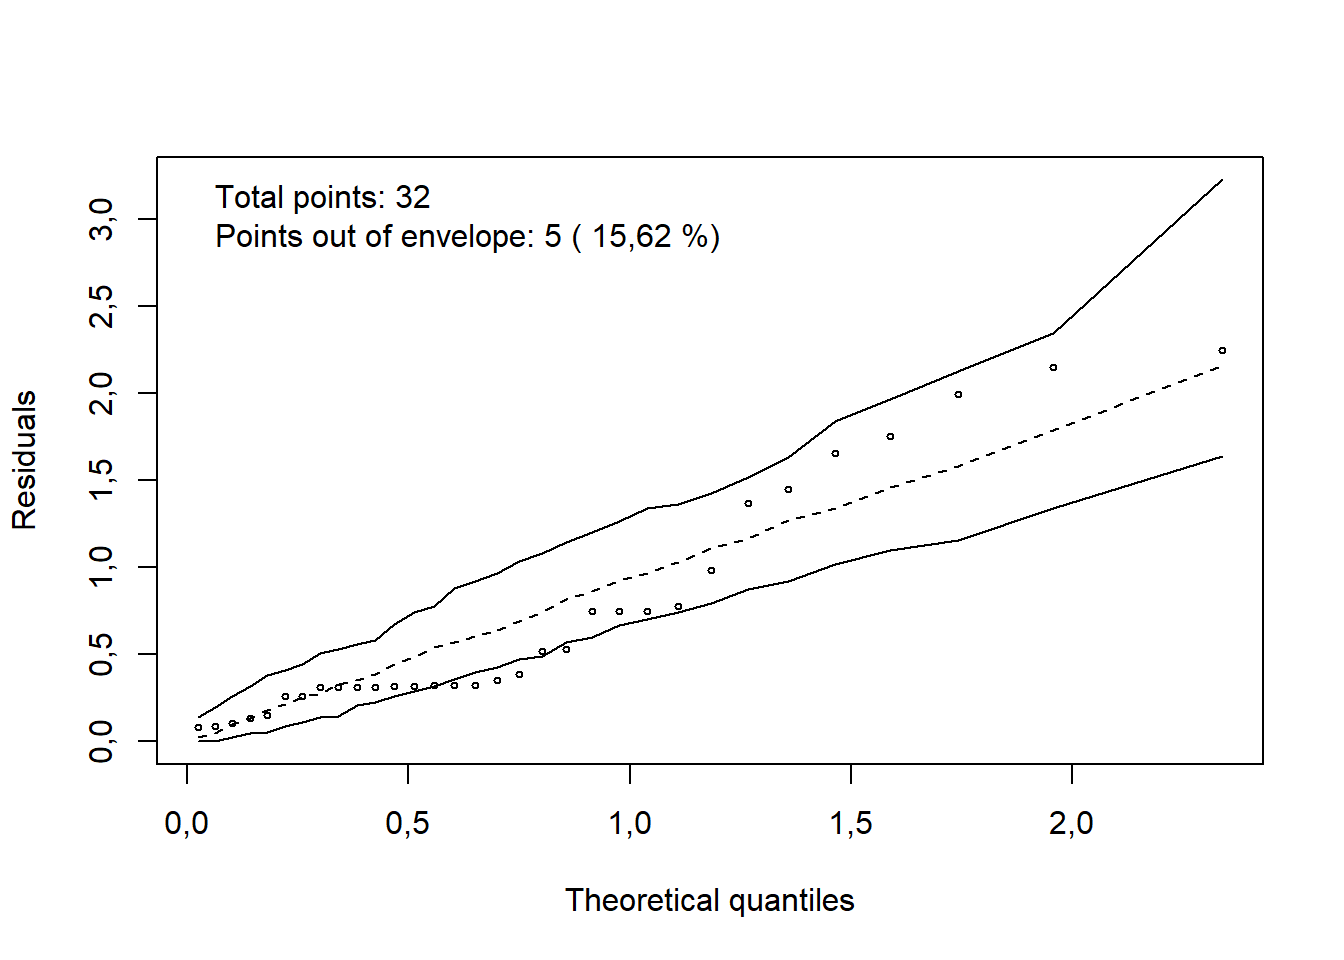 Total points: 32
Points out of envelope: 5 ( 15,62 %)
3,0
2,5
2,0
1,5
1,0
0,5
0,0
Residuals
0,0 0,5 1,0 1,5 2,0
Theoretical quantiles